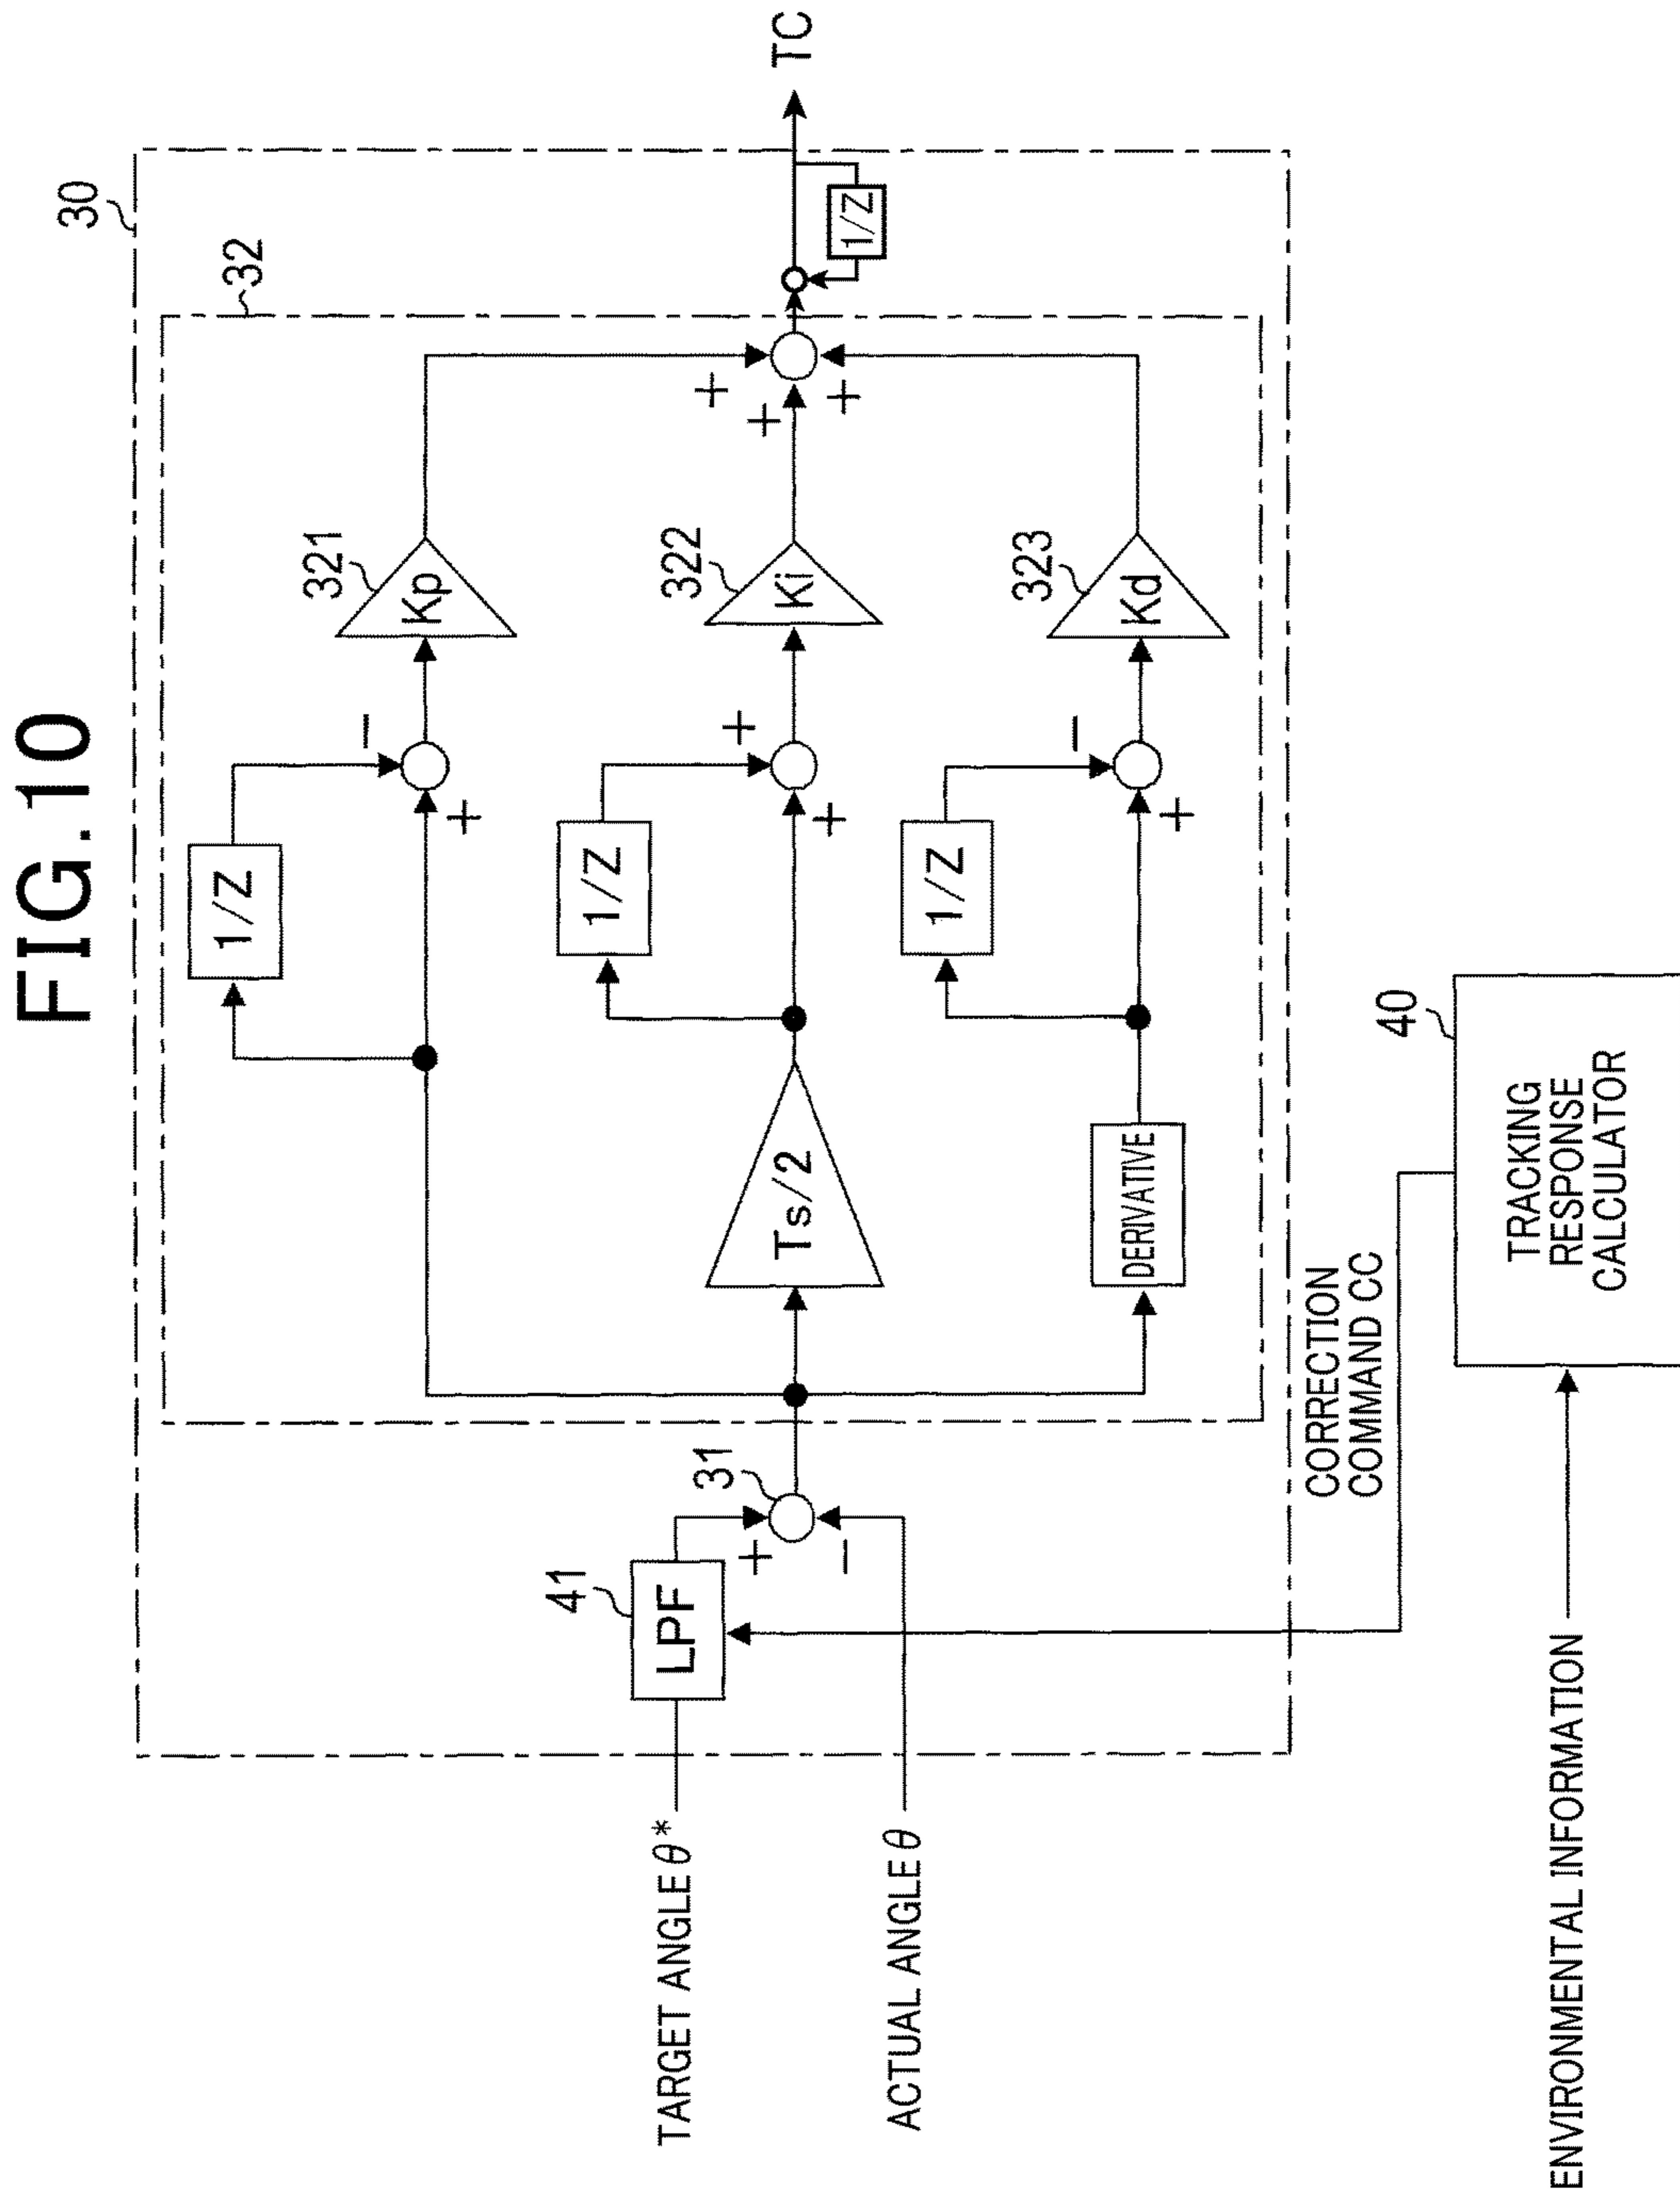 FIG.10
30
32
321
1/Z
Kp
−
+
+
322
1/Z
Ki
+
+
+
TC
1/Z
Ts/2
323
1/Z
Kd
−
+
+
DERIVATIVE
41
LPF
31
+
−
TARGET ANGLE θ*
ACTUAL ANGLE θ
CORRECTION
COMMAND CC
40
TRACKING
RESPONSE
CALCULATOR
ENVIRONMENTAL INFORMATION